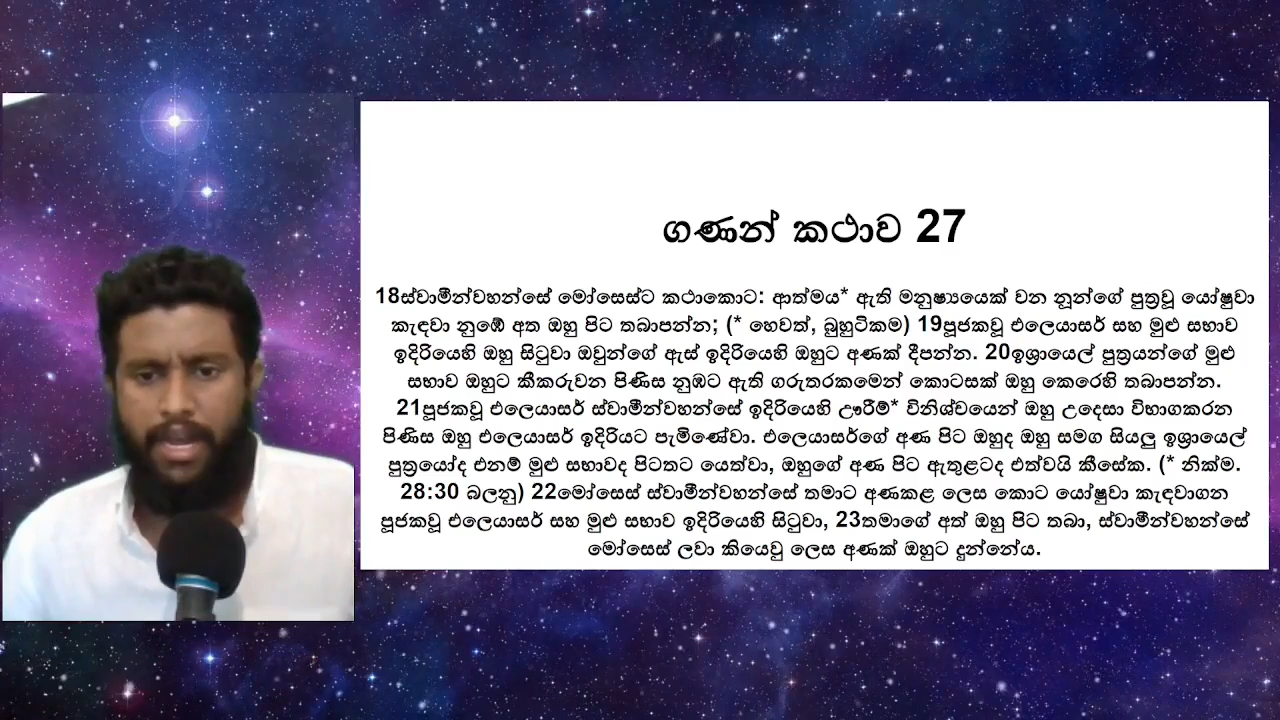 ගණන් කථාව 27
18ස්වාමීන්වහන්සේ මෝසෙස්ට කථාකොට: ආත්මය* ඇති මනුෂ්‍යයෙක් වන නූන්ගේ පුත්‍රවූ යෝෂුවා
කැඳවා නුඹේ අත ඔහු පිට තබාපන්න; (* හෙවත්, බුහුටිකම) 19පූජකවූ එලෙයාසර් සහ මුළු සභාව
ඉදිරියෙහි ඔහු සිටුවා ඔවුන්ගේ ඇස් ඉදිරියෙහි ඔහුට අණක් දීපන්න. 20ඉශ්‍රායෙල් පුත්‍රයන්ගේ මුළු
සභාව ඔහුට කීකරුවන පිණිස නුඹට ඇති ගරුතරකමෙන් කොටසක් ඔහු කෙරෙහි තබාපන්න.
21පූජකවූ එලෙයාසර් ස්වාමීන්වහන්සේ ඉදිරියෙහි ඌරීම්* විනිශ්චයෙන් ඔහු උදෙසා විභාගකරන
පිණිස ඔහු එලෙයාසර් ඉදිරියට පැමිණේවා. එලෙයාසර්ගේ අණ පිට ඔහුද ඔහු සමග සියලු ඉශ්‍රායෙල්
පුත්‍රයෝද එනම් මුළු සභාවද පිටතට යෙත්වා, ඔහුගේ අණ පිට ඇතුළටද එත්වයි කීසේක. (* නික්ම.
28:30 බලනු) 22මෝසෙස් ස්වාමීන්වහන්සේ තමාට අණකළ ලෙස කොට යෝෂුවා කැඳවාගන
පූජකවූ එලෙයාසර් සහ මුළු සභාව ඉදිරියෙහි සිටුවා, 23තමාගේ අත් ඔහු පිට තබා, ස්වාමීන්වහන්සේ
මෝසෙස් ලවා කියෙවු ලෙස අණක් ඔහුට දුන්නේය.